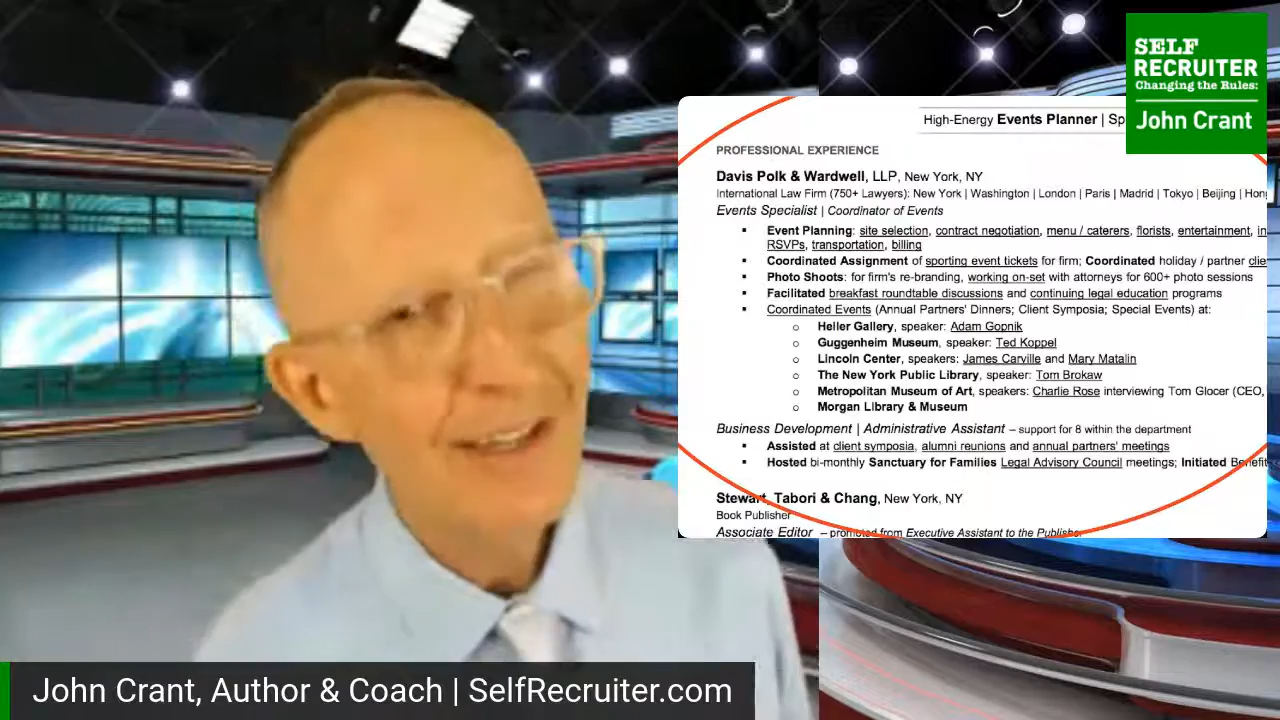 SELF
RECRUITER
Changing the Rules:
John Crant
High-Energy Events Planner |
PROFESSIONAL EXPERIENCE
Davis Polk & Wardwell, LLP, New York, NY
International Law Firm (750+ Lawyers): New York | Washington | London | Paris | Madrid | Tokyo | Beijing |
Events Specialist | Coordinator of Events
▪ Event Planning: site selection, contract negotiation, menu / caterers, florists, entertainment,
RSVPs, transportation, billing
▪ Coordinated Assignment of sporting event tickets for firm; Coordinated holiday / partner
▪ Photo Shoots: for firm's re-branding, working on-set with attorneys for 600+ photo sessions
▪ Facilitated breakfast roundtable discussions and continuing legal education programs
▪ Coordinated Events (Annual Partners' Dinners; Client Symposia; Special Events) at:
o Heller Gallery, speaker: Adam Gopnik
o Guggenheim Museum, speaker: Ted Koppel
o Lincoln Center, speakers: James Carville and Mary Matalin
o The New York Public Library, speaker: Tom Brokaw
o Metropolitan Museum of Art, speakers: Charlie Rose interviewing Tom Glocer (CEO,
o Morgan Library & Museum
Business Development | Administrative Assistant – support for 8 within the department
▪ Assisted at client symposia, alumni reunions and annual partners' meetings
▪ Hosted bi-monthly Sanctuary for Families Legal Advisory Council meetings; Initiated Benefit
Stewart, Tabori & Chang, New York, NY
Book Publisher
Associate Editor – promoted from Executive Assistant to the Publisher
John Crant, Author & Coach | SelfRecruiter.com